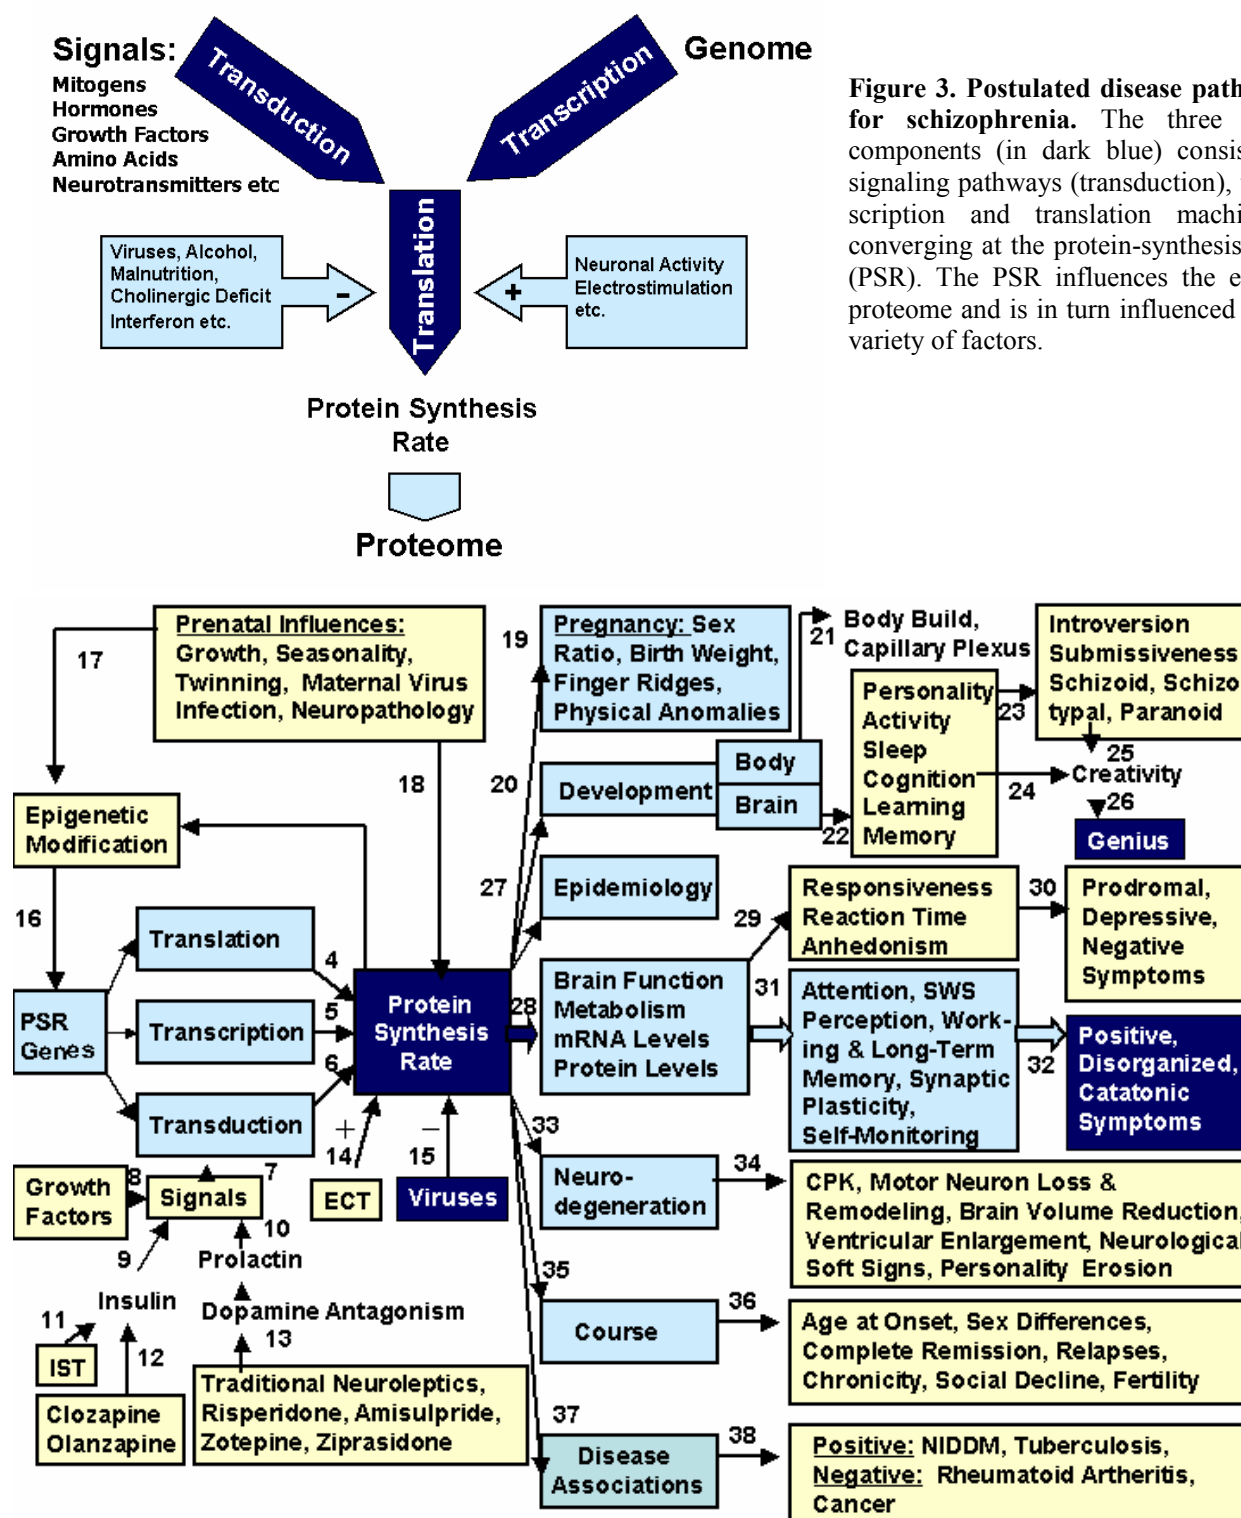 Signals:
Mitogens
Hormones
Growth Factors
Amino Acids
Neurotransmitters etc
Transduction
Transcription
Genome
Translation
Viruses, Alcohol,
Malnutrition,
Cholinergic Deficit
Interferon etc.
-
+
Neuronal Activity
Electrostimulation
etc.
Protein Synthesis
Rate
Proteome
Figure 3. Postulated disease path
for schizophrenia. The three
components (in dark blue) consis
signaling pathways (transduction),
scription and translation machi
converging at the protein-synthesis
(PSR). The PSR influences the e
proteome and is in turn influenced
variety of factors.
17
Prenatal Influences:
Growth, Seasonality,
Twinning, Maternal Virus
Infection, Neuropathology
18
Epigenetic
Modification
16
PSR
Genes
Translation
4
Transcription
5
Transduction
6
Protein
Synthesis
Rate
7
8
Growth
Factors
Signals
9
10
Prolactin
Insulin
Dopamine Antagonism
11
IST
12
13
Clozapine
Olanzapine
Traditional Neuroleptics,
Risperidone, Amisulpride,
Zotepine, Ziprasidone
+
14
ECT
−
15
Viruses
19
Pregnancy: Sex
Ratio, Birth Weight,
Finger Ridges,
Physical Anomalies
20
Development
Body
Brain
21
Body Build,
Capillary Plexus
22
Personality
Activity
Sleep
Cognition
Learning
Memory
23
Introversion
Submissiveness
Schizoid, Schizo
typal, Paranoid
24
25
Creativity
26
Genius
27
Epidemiology
28
Brain Function
Metabolism
mRNA Levels
Protein Levels
29
Responsiveness
Reaction Time
Anhedonism
30
Prodromal,
Depressive,
Negative
Symptoms
31
Attention, SWS
Perception, Work-
ing & Long-Term
Memory, Synaptic
Plasticity,
Self-Monitoring
32
Positive,
Disorganized,
Catatonic
Symptoms
33
Neuro-
degeneration
34
CPK, Motor Neuron Loss &
Remodeling, Brain Volume Reduction,
Ventricular Enlargement, Neurological
Soft Signs, Personality Erosion
35
Course
36
Age at Onset, Sex Differences,
Complete Remission, Relapses,
Chronicity, Social Decline, Fertility
37
Disease
Associations
38
Positive: NIDDM, Tuberculosis,
Negative: Rheumatoid Artheritis,
Cancer